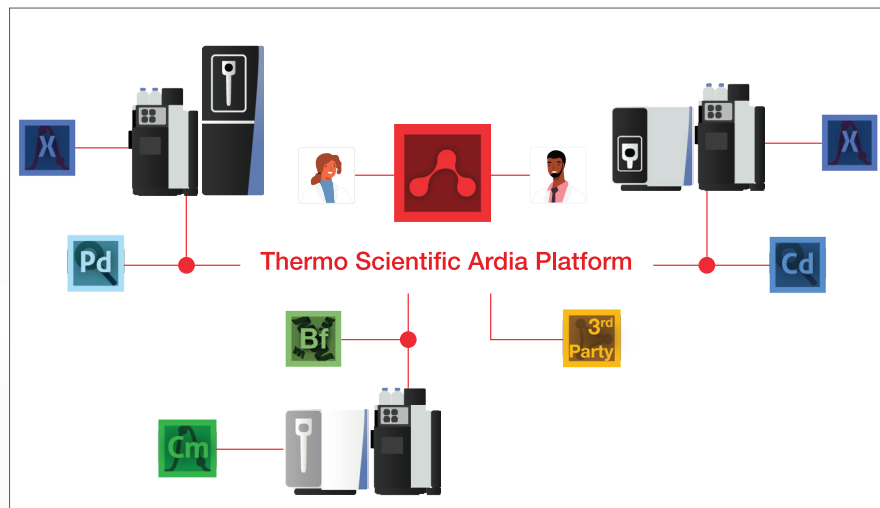 X
X
Pd
Thermo Scientific Ardia Platform
Cd
Bf
3rd
Party
Cm